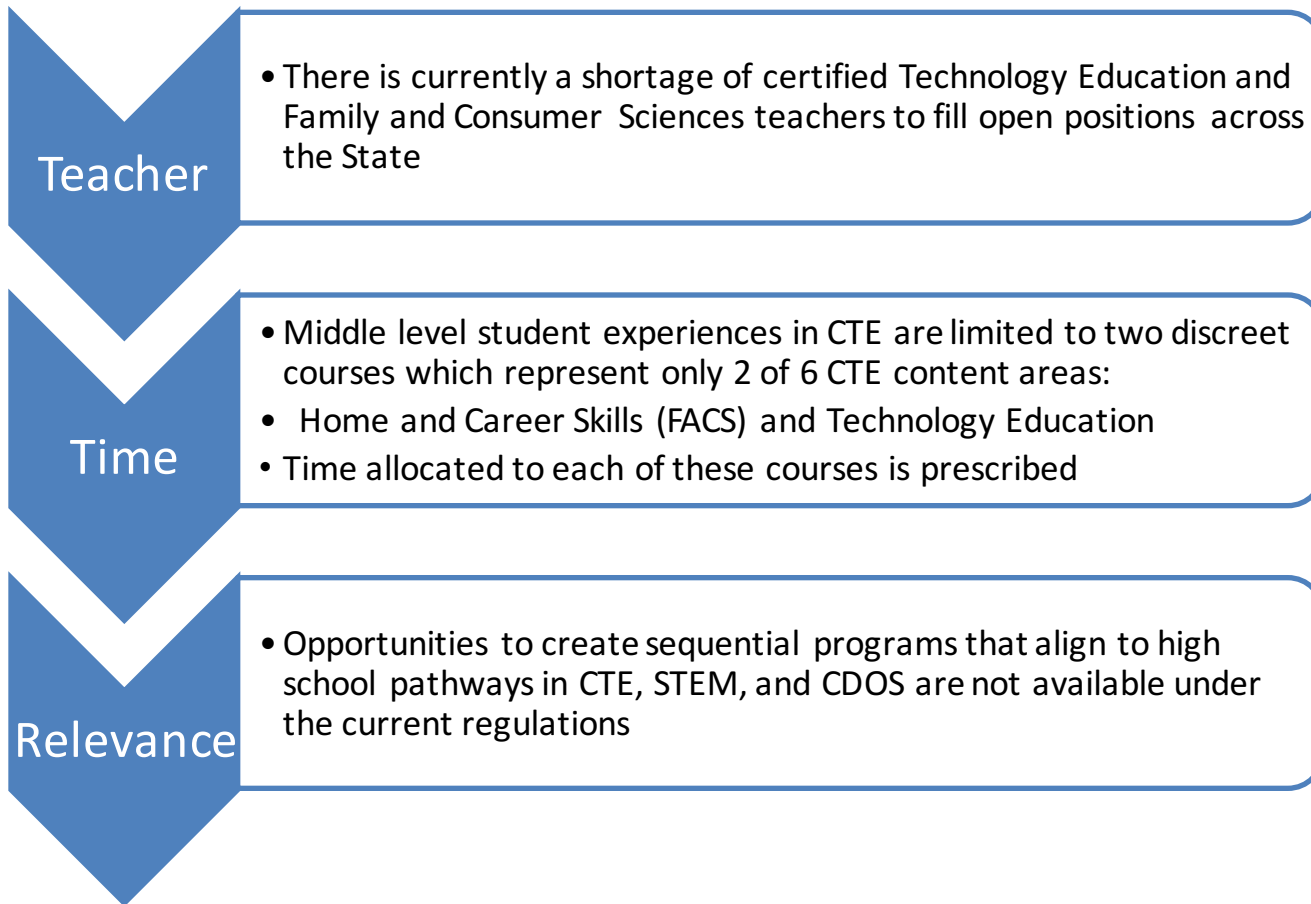 Teacher
• There is currently a shortage of certified Technology Education and
Family and Consumer Sciences teachers to fill open positions across
the State
Time
• Middle level student experiences in CTE are limited to two discreet
courses which represent only 2 of 6 CTE content areas:
• Home and Career Skills (FACS) and Technology Education
• Time allocated to each of these courses is prescribed
Relevance
• Opportunities to create sequential programs that align to high
school pathways in CTE, STEM, and CDOS are not available under
the current regulations